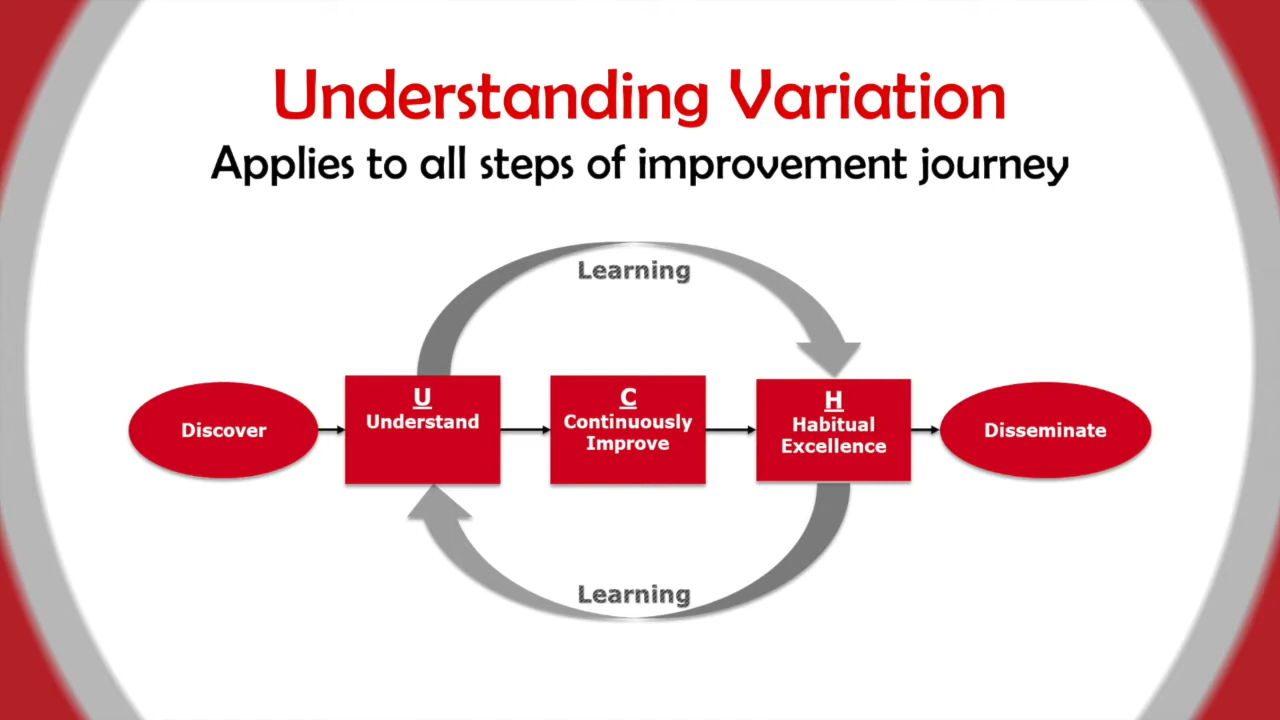 Understanding Variation
Applies to all steps of improvement journey
Learning
Discover
U
Understand
C
Continuously
Improve
H
Habitual
Excellence
Disseminate
Learning